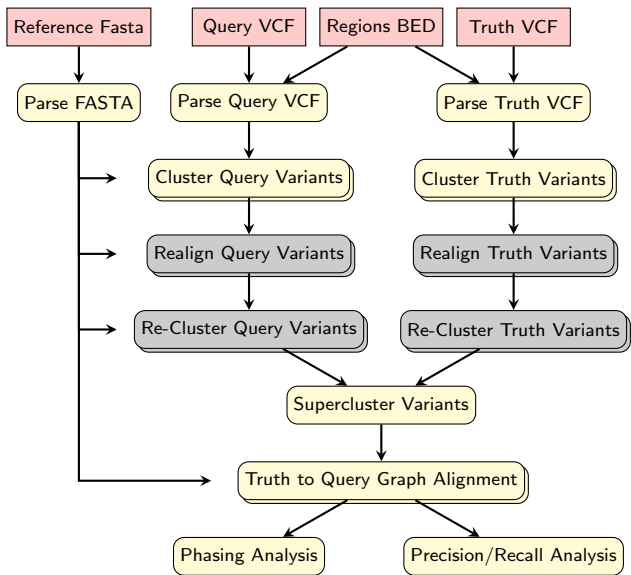 Reference Fasta
Query VCF
Regions BED
Truth VCF
Parse FASTA
Parse Query VCF
Parse Truth VCF
Cluster Query Variants
Cluster Truth Variants
Realign Query Variants
Realign Truth Variants
Re-Cluster Query Variants
Re-Cluster Truth Variants
Supercluster Variants
Truth to Query Graph Alignment
Phasing Analysis
Precision/Recall Analysis